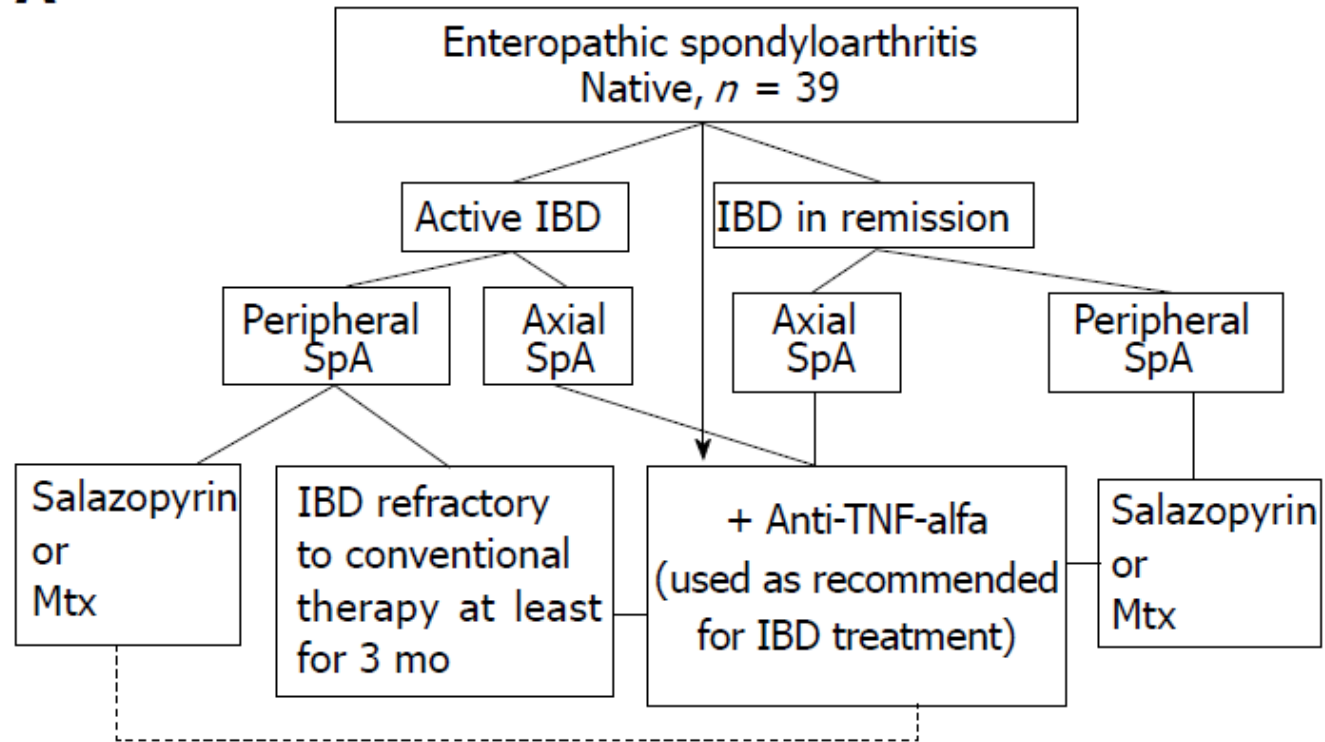 Enteropathic spondyloarthritis
Native, n = 39
Active IBD
IBD in remission
Peripheral
SpA
Axial
SpA
Axial
SpA
Peripheral
SpA
Salazopyrin
or
Mtx
IBD refractory
to conventional
therapy at least
for 3 mo
+ Anti-TNF-alfa
(used as recommended
for IBD treatment)
Salazopyrin
or
Mtx